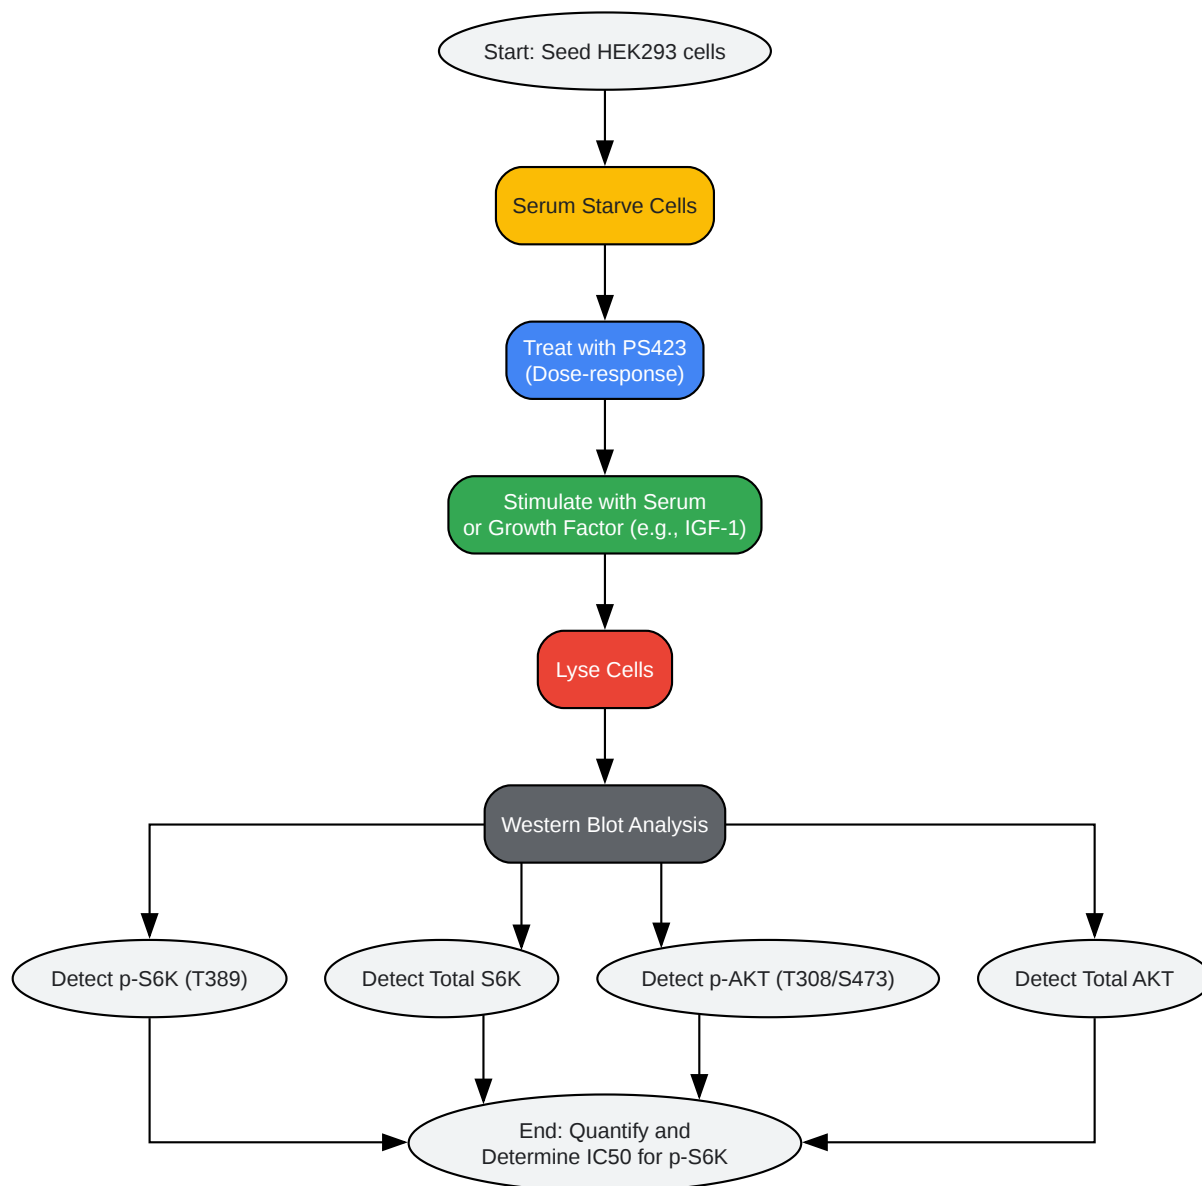 Start: Seed HEK293 cells
Serum Starve Cells
Treat with PS423
(Dose-response)
Stimulate with Serum
or Growth Factor (e.g., IGF-1)
Lyse Cells
Western Blot Analysis
Detect p-S6K (T389)
Detect Total S6K
Detect p-AKT (T308/S473)
Detect Total AKT
End: Quantify and
Determine IC50 for p-S6K